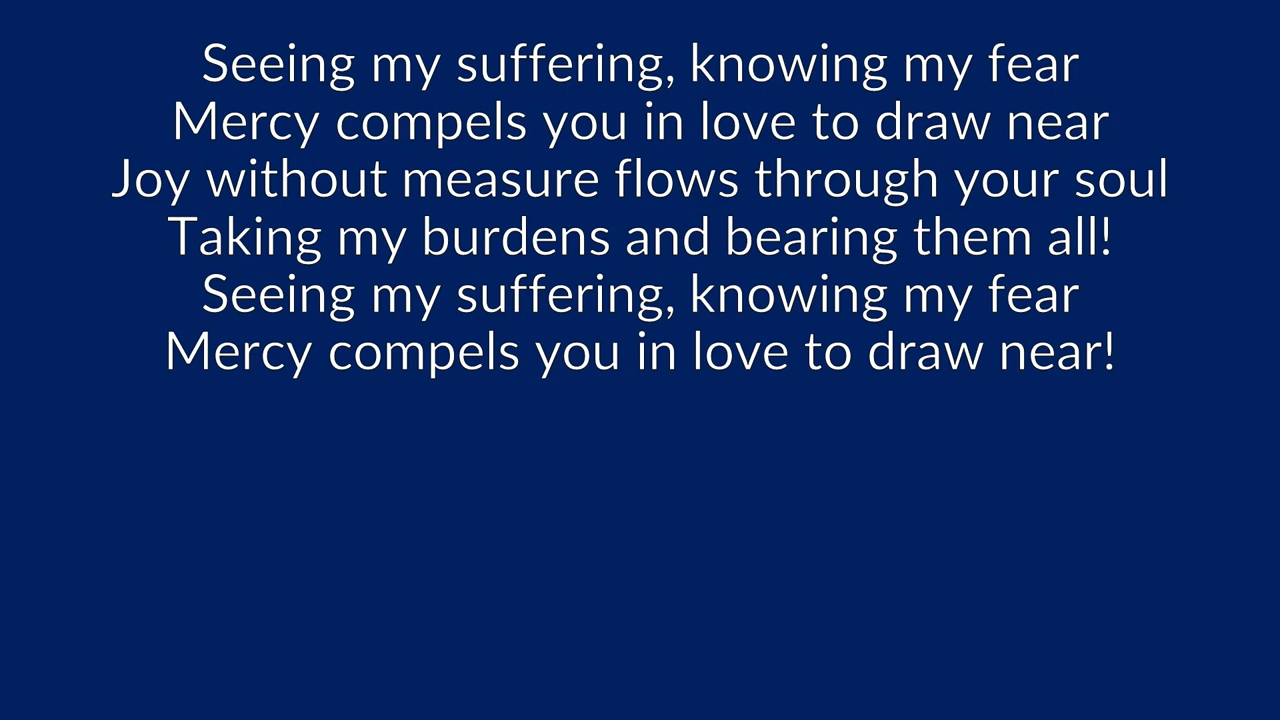 Seeing my suffering, knowing my fear
Mercy compels you in love to draw near
Joy without measure flows through your soul
Taking my burdens and bearing them all!
Seeing my suffering, knowing my fear
Mercy compels you in love to draw near!